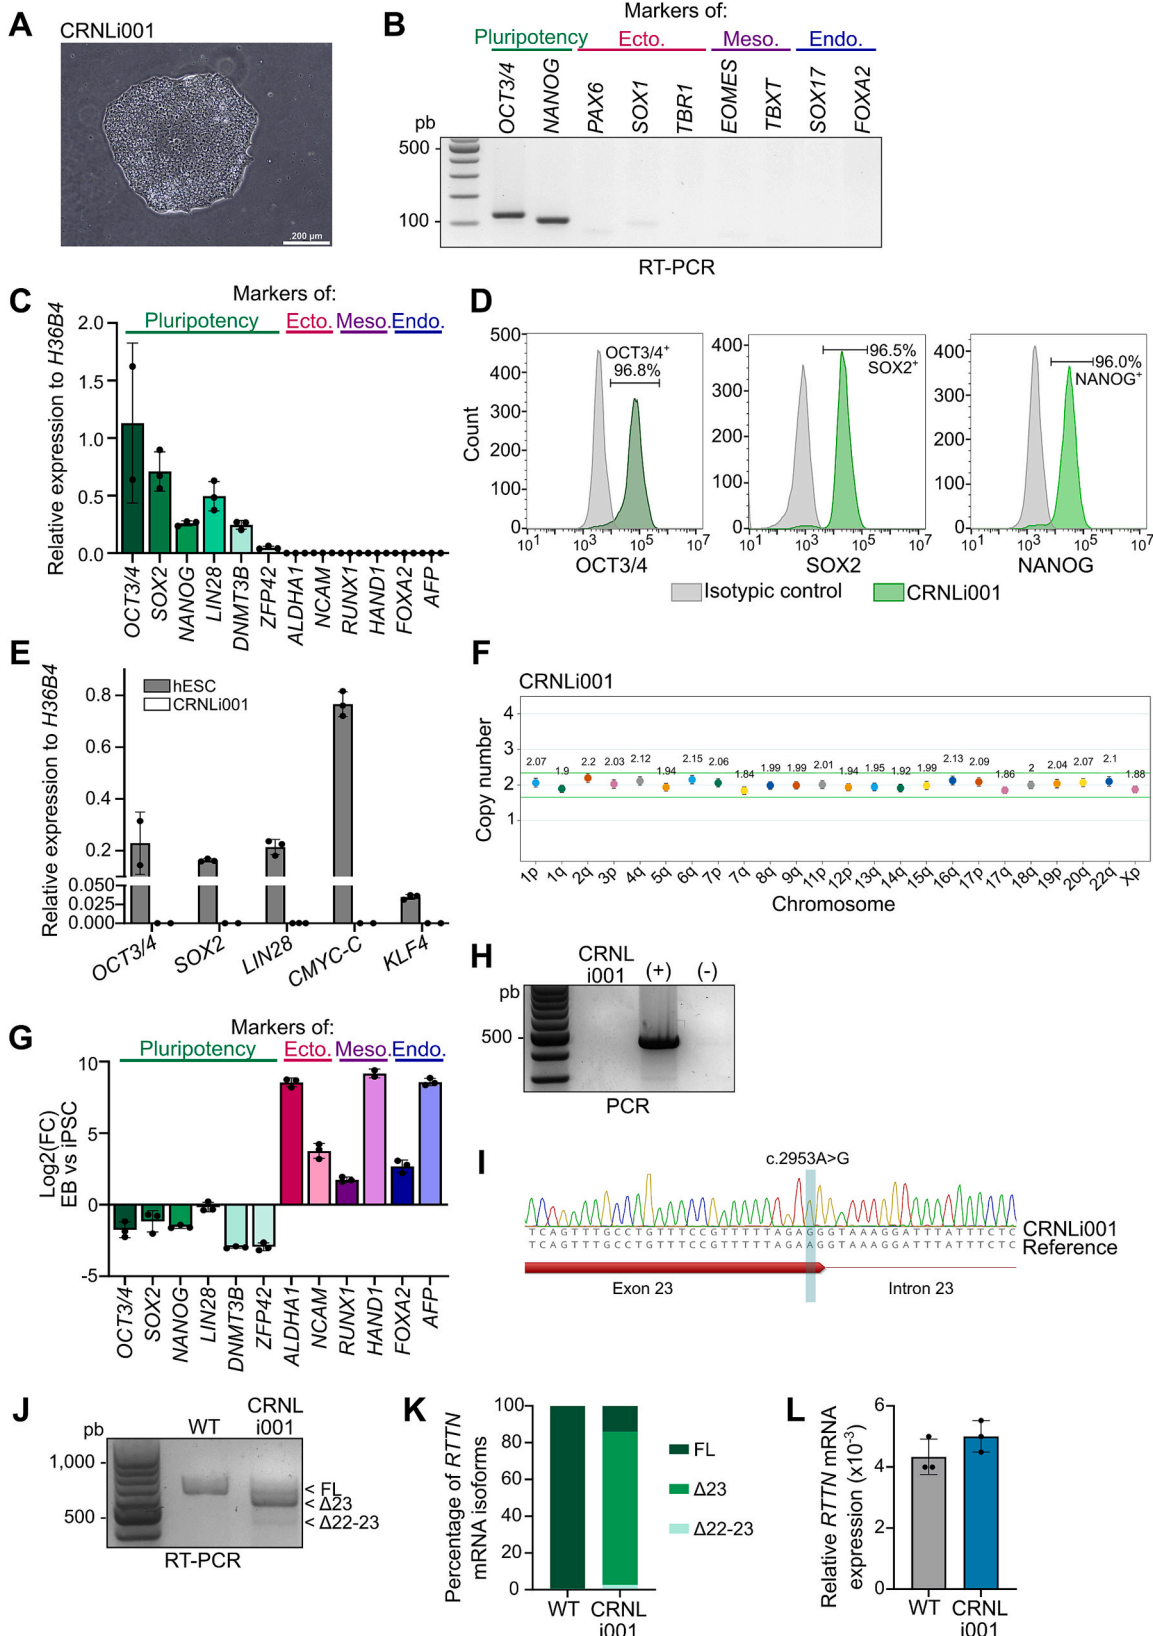 A
CRNLi001
200 µm
B
Markers of:
Pluripotency Ecto. Meso. Endo.
OCT3/4 NANOG PAX6 SOX1 TBR1 EOMES TBXT SOX17 FOXA2
pb
500
100
RT-PCR
C
Markers of:
Pluripotency Ecto. Meso. Endo.
Relative expression to H36B4
2.0
1.5
1.0
0.5
0.0
OCT3/4 SOX2 NANOG LIN28 DNMT3B ZFP42 ALDHA1 NCAM RUNX1 HAND1 FOXA2 AFP
D
Count
500
400
300
200
100
0
OCT3/4+
96.8%
10¹ 10³ 10⁵ 10⁷
OCT3/4
400
300
200
100
0
96.5%
SOX2+
10¹ 10³ 10⁵ 10⁷
SOX2
400
200
0
96.0%
NANOG+
10¹ 10³ 10⁵ 10⁷
NANOG
Isotypic control CRNLi001
E
Relative expression to H36B4
hESC
CRNLi001
0.8
0.6
0.4
0.2
0.050
0.025
0.000
OCT3/4 SOX2 LIN28 CMYC-C KLF4
F
CRNLi001
Copy number
4
3
2
1
2.07 1.9 2.2 2.03 2.12 1.94 2.15 2.06 1.84 1.99 1.99 2.01 1.94 1.95 1.92 1.99 2.13 2.09 1.86 2 2.04 2.07 2.1 1.88
1p 1q 2q 3p 4q 5q 6q 7p 7q 8q 9q 11p 12p 13q 14q 15q 16q 17p 17q 18q 19p 20q 22q Xp
Chromosome
G
Markers of:
Pluripotency Ecto. Meso. Endo.
Log2(FC)
EB vs iPSC
10
5
0
-5
OCT3/4 SOX2 NANOG LIN28 DNMT3B ZFP42 ALDHA1 NCAM RUNX1 HAND1 FOXA2 AFP
H
CRNL
i001 (+) (-)
pb
500
PCR
I
c.2953A>G
TCAGTTTGCCTGTTTCCGTTTTTAGAGGGTAAAGGATTTATTTCTC CRNLi001
TCAGTTTGCCTGTTTCCGTTTTTAGAAGGTAAAGGATTTATTTCTC Reference
Exon 23 Intron 23
J
pb
WT CRNL
i001
1,000
500
< FL
< Δ23
< Δ22-23
RT-PCR
K
Percentage of RTTN
mRNA isoforms
100
80
60
40
20
0
WT CRNL
i001
FL
Δ23
Δ22-23
L
Relative RTTN mRNA
expression (x10⁻³)
6
4
2
0
WT CRNL
i001